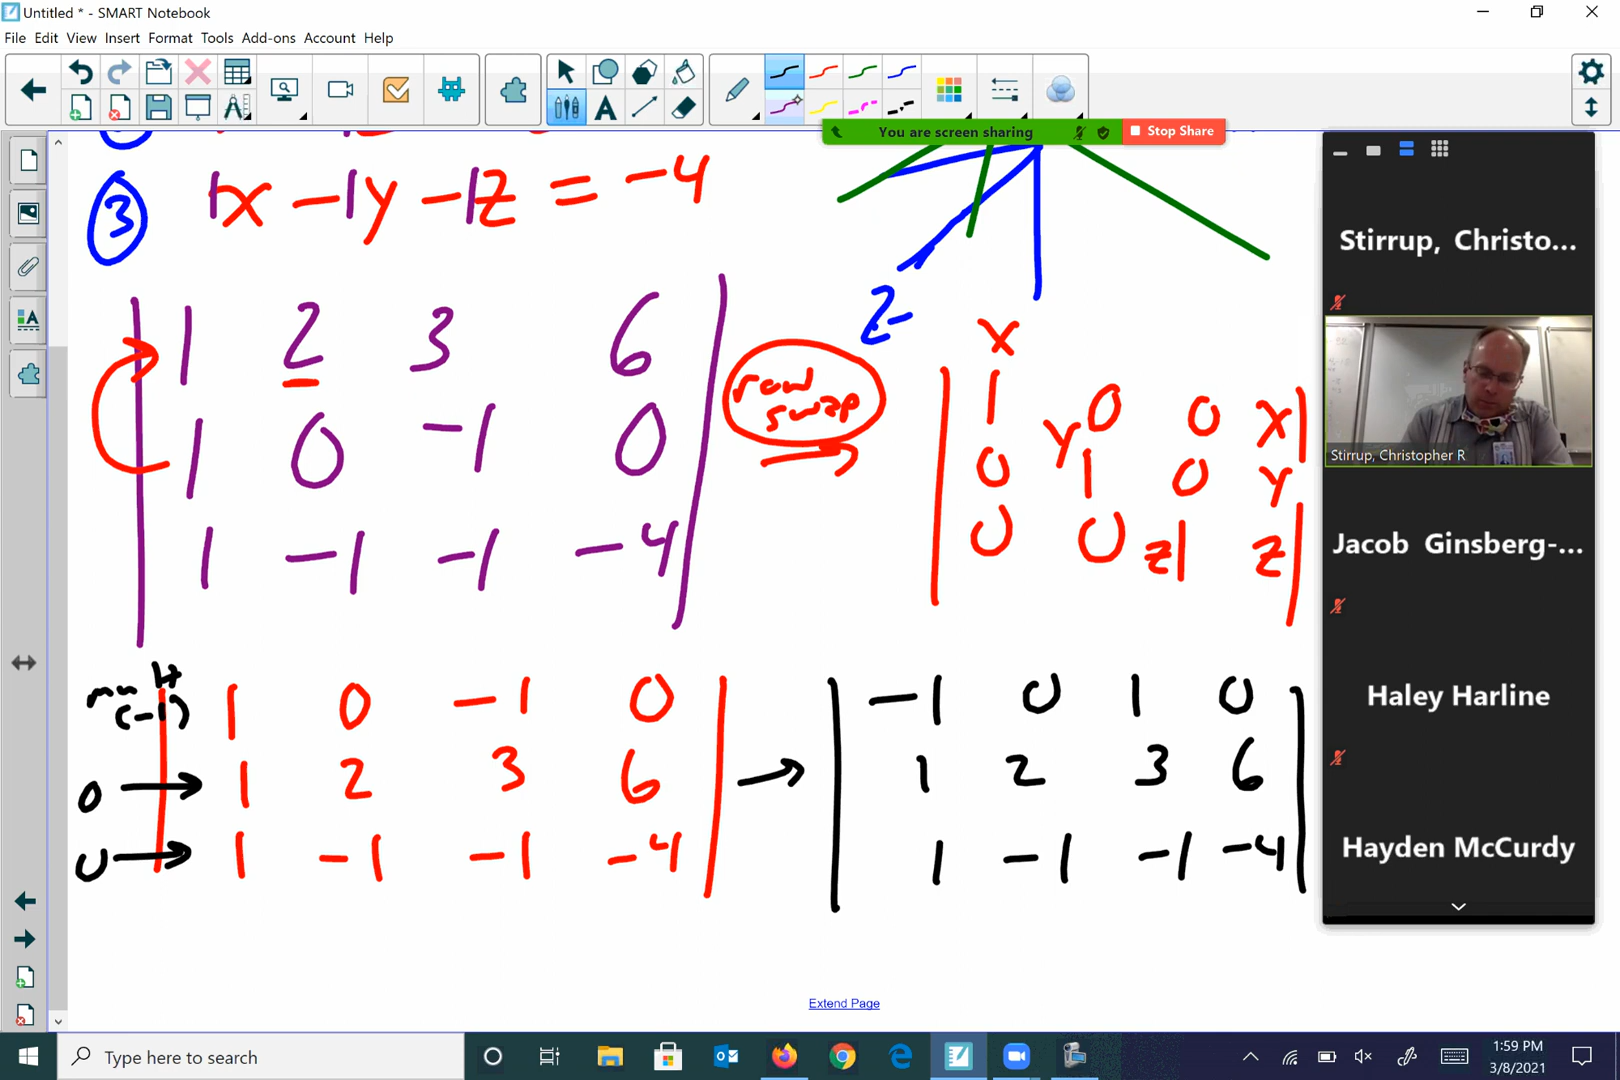 Untitled * - SMART Notebook
File Edit View Insert Format Tools Add-ons Account Help
You are screen sharing
Stop Share
③ 1x - 1y - 1z = -4
1 2 3 6
1 0 -1 0
1 -1 -1 -4
row
swap
z
x
1 0 0 x
y
0 1 0 y
0 0 z1 z
(-1)
1 0 -1 0
0 → 1 2 3 6
0 → 1 -1 -1 -4
→
-1 0 1 0
1 2 3 6
1 -1 -1 -4
Extend Page
Stirrup, Christo...
Stirrup, Christopher R
Jacob Ginsberg-...
Haley Harline
Hayden McCurdy
Type here to search
1:59 PM
3/8/2021